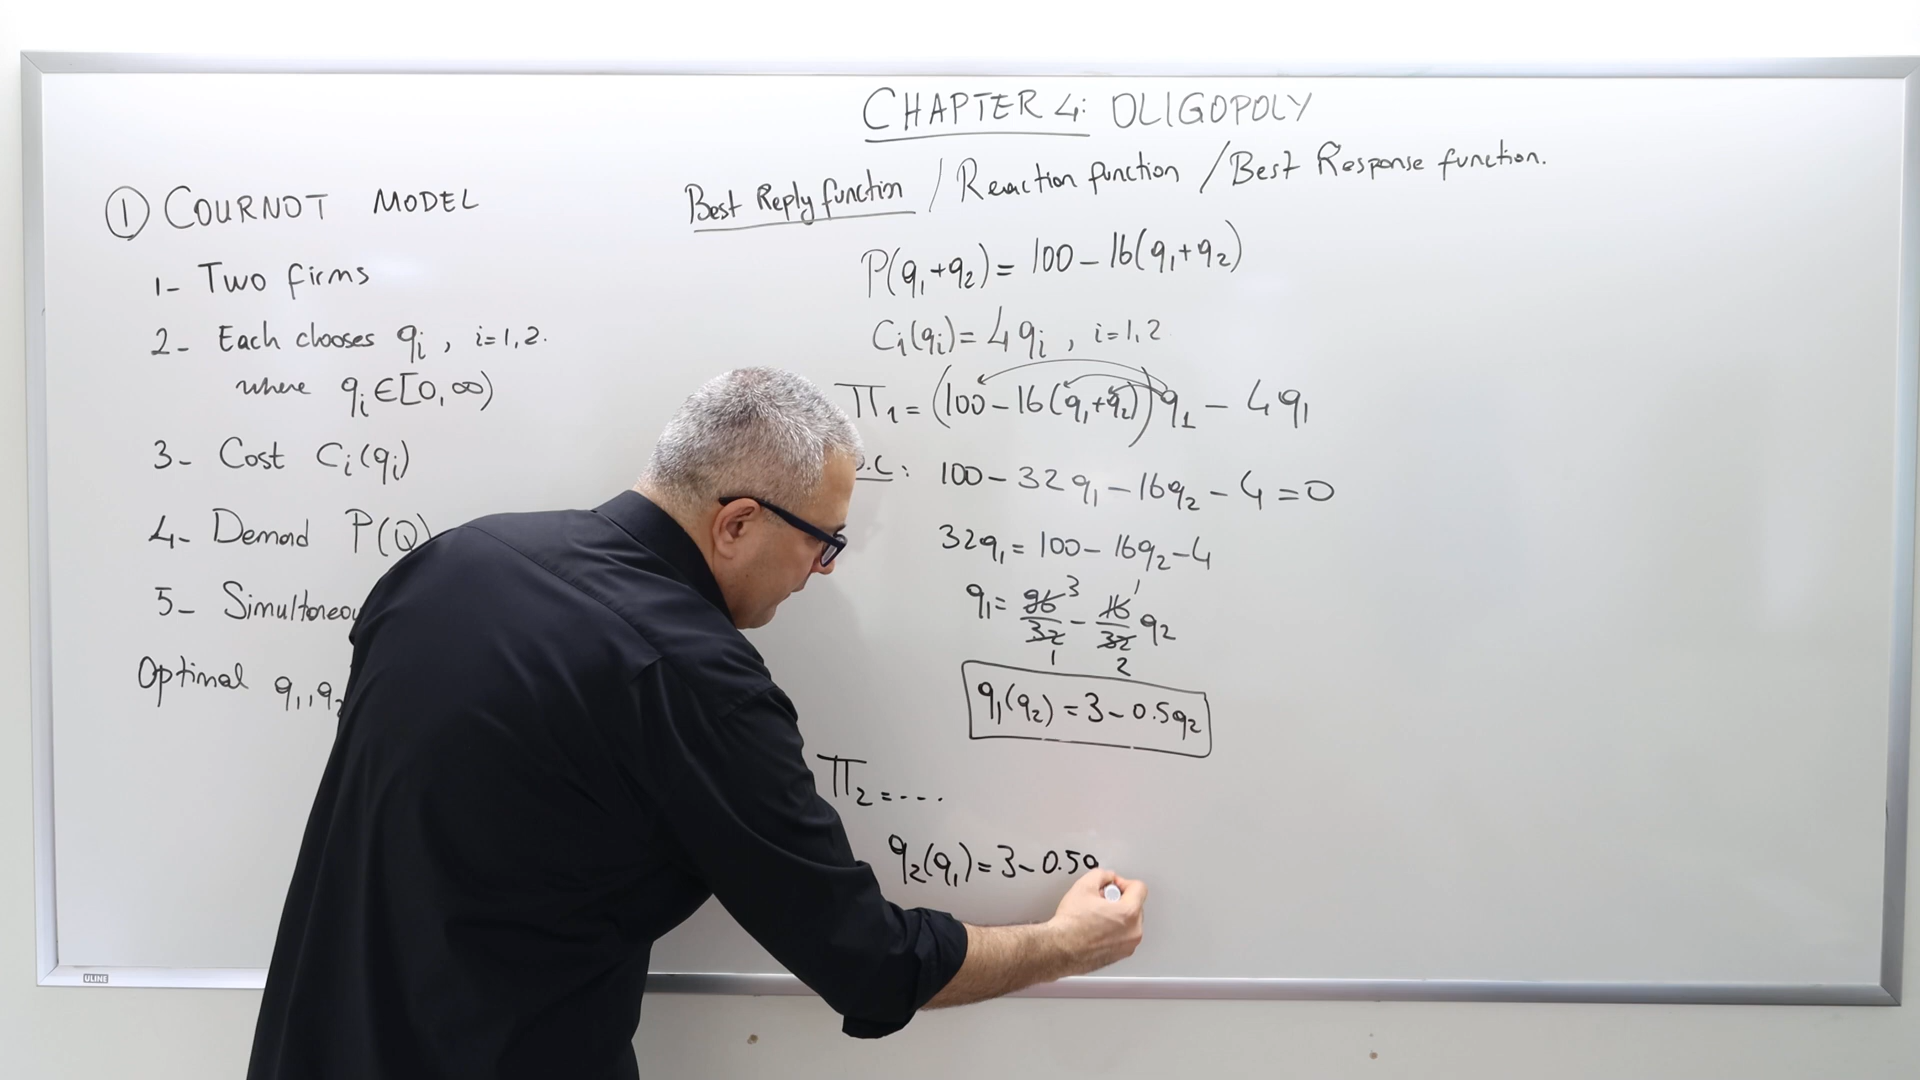 CHAPTER 4: OLIGOPOLY
① COURNOT MODEL
1- Two firms
2- Each chooses qᵢ , i=1,2.
where qᵢ∈[0,∞)
3- Cost Cᵢ(qᵢ)
4- Demand P(Q)
5-
Optimal q₁,q₂
Best Reply function / Reaction function / Best Response function.
P(q₁+q₂)= 100-16(q₁+q₂)
Cᵢ(qᵢ)= 4qᵢ , i=1,2
Π₁=(100-16(q₁+q₂))q₁ - 4q₁
.C: 100-32q₁-16q₂-4=0
32q₁=100-16q₂-4
q₁= 96/32 3/1 - 16/32 1/2 q₂
q₁(q₂)=3-0.5q₂
Π₂=....
q₂(q₁)=3-0.5q
ULINE